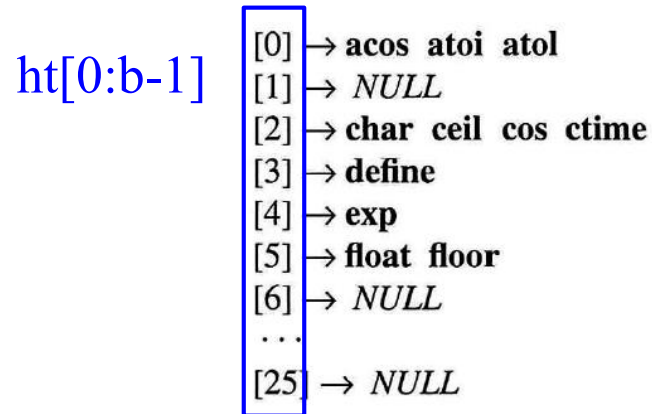 ht[0:b-1]
[0] → acos atoi atol
[1] → NULL
[2] → char ceil cos ctime
[3] → define
[4] → exp
[5] → float floor
[6] → NULL
...
[25] → NULL